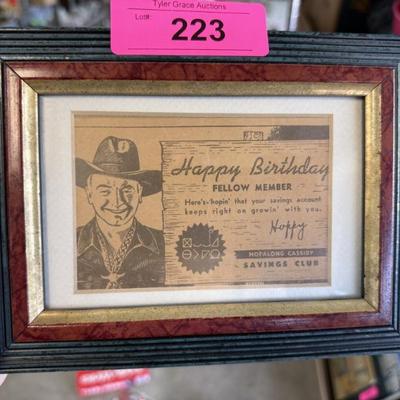 Tyler Grace Auctions
Lot#: 223
Happy Birthday
FELLOW MEMBER
Here's-hopin' that your savings account
keeps right on growin' with you.
Hoppy
HOPALONG CASSIDY
SAVINGS CLUB